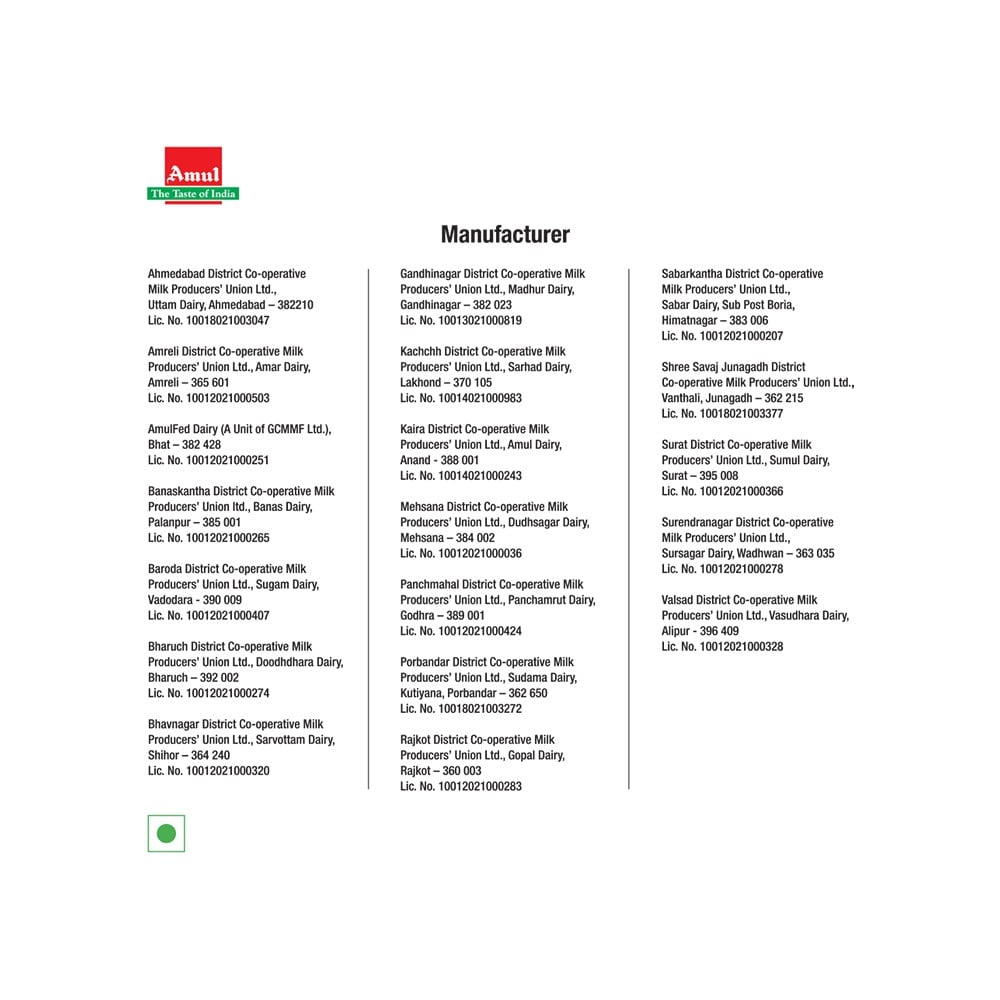 Amul
The Taste of India
Manufacturer
Ahmedabad District Co-operative
Milk Producers' Union Ltd.,
Uttam Dairy, Ahmedabad – 382210
Lic. No. 10018021003047
Amreli District Co-operative Milk
Producers' Union Ltd., Amar Dairy,
Amreli – 365 601
Lic. No. 10012021000503
AmulFed Dairy (A Unit of GCMMF Ltd.),
Bhat – 382 428
Lic. No. 10012021000251
Banaskantha District Co-operative Milk
Producers' Union ltd., Banas Dairy,
Palanpur – 385 001
Lic. No. 10012021000265
Baroda District Co-operative Milk
Producers' Union Ltd., Sugam Dairy,
Vadodara - 390 009
Lic. No. 10012021000407
Bharuch District Co-operative Milk
Producers' Union Ltd., Doodhdhara Dairy,
Bharuch – 392 002
Lic. No. 10012021000274
Bhavnagar District Co-operative Milk
Producers' Union Ltd., Sarvottam Dairy,
Shihor – 364 240
Lic. No. 10012021000320
Gandhinagar District Co-operative Milk
Producers' Union Ltd., Madhur Dairy,
Gandhinagar – 382 023
Lic. No. 10013021000819
Kachchh District Co-operative Milk
Producers' Union Ltd., Sarhad Dairy,
Lakhond – 370 105
Lic. No. 10014021000983
Kaira District Co-operative Milk
Producers' Union Ltd., Amul Dairy,
Anand - 388 001
Lic. No. 10014021000243
Mehsana District Co-operative Milk
Producers' Union Ltd., Dudhsagar Dairy,
Mehsana – 384 002
Lic. No. 10012021000036
Panchmahal District Co-operative Milk
Producers' Union Ltd., Panchamrut Dairy,
Godhra – 389 001
Lic. No. 10012021000424
Porbandar District Co-operative Milk
Producers' Union Ltd., Sudama Dairy,
Kutiyana, Porbandar – 362 650
Lic. No. 10018021003272
Rajkot District Co-operative Milk
Producers' Union Ltd., Gopal Dairy,
Rajkot – 360 003
Lic. No. 10012021000283
Sabarkantha District Co-operative
Milk Producers' Union Ltd.,
Sabar Dairy, Sub Post Boria,
Himatnagar – 383 006
Lic. No. 10012021000207
Shree Savaj Junagadh District
Co-operative Milk Producers' Union Ltd.,
Vanthali, Junagadh – 362 215
Lic. No. 10018021003377
Surat District Co-operative Milk
Producers' Union Ltd., Sumul Dairy,
Surat – 395 008
Lic. No. 10012021000366
Surendranagar District Co-operative
Milk Producers' Union Ltd.,
Sursagar Dairy, Wadhwan – 363 035
Lic. No. 10012021000278
Valsad District Co-operative Milk
Producers' Union Ltd., Vasudhara Dairy,
Alipur - 396 409
Lic. No. 10012021000328